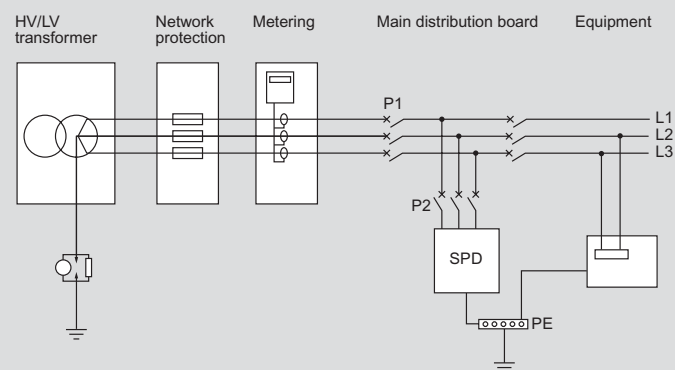 HV/LV
transformer
Network
protection
Metering
Main distribution board
Equipment
P1
L1
L2
L3
P2
SPD
PE